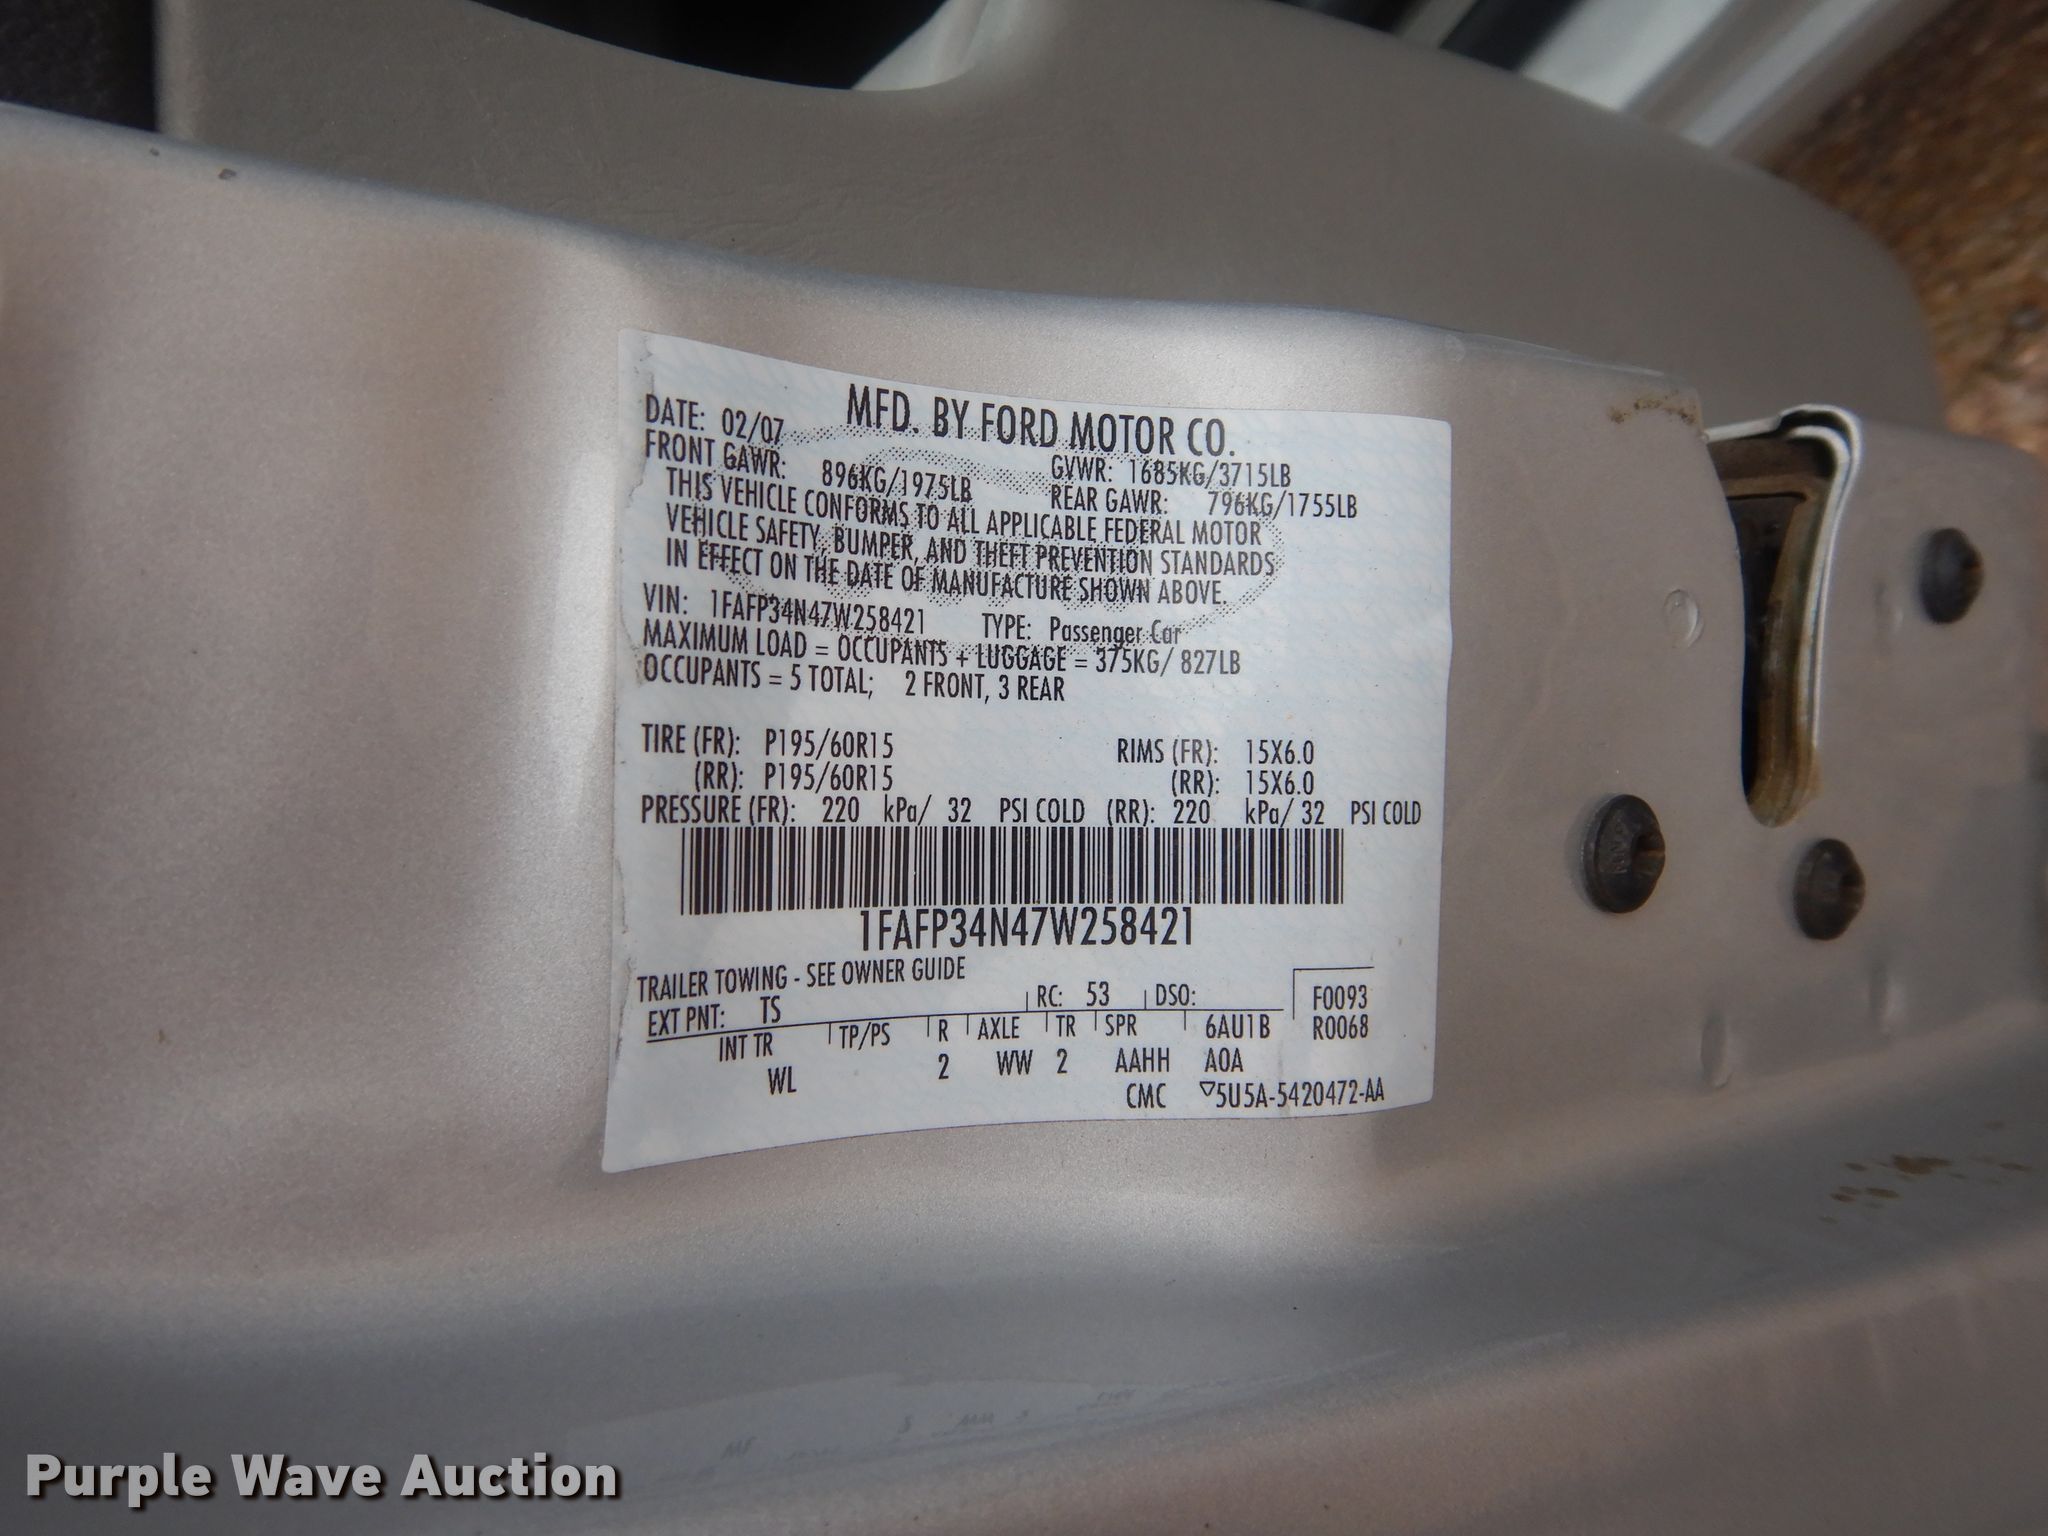 MFD. BY FORD MOTOR CO.
DATE: 02/07
GVWR: 1685KG/3715LB
FRONT GAWR: 896KG/1975LB
REAR GAWR: 796KG/1755LB
THIS VEHICLE CONFORMS TO ALL APPLICABLE FEDERAL MOTOR
VEHICLE SAFETY, BUMPER, AND THEFT PREVENTION STANDARDS
IN EFFECT ON THE DATE OF MANUFACTURE SHOWN ABOVE.
VIN: 1FAFP34N47W258421 TYPE: Passenger Car
MAXIMUM LOAD = OCCUPANTS + LUGGAGE = 375KG/ 827LB
OCCUPANTS = 5 TOTAL; 2 FRONT, 3 REAR
TIRE (FR): P195/60R15 RIMS (FR): 15X6.0
(RR): P195/60R15 (RR): 15X6.0
PRESSURE (FR): 220 kPa/ 32 PSI COLD (RR): 220 kPa/ 32 PSI COLD
1FAFP34N47W258421
TRAILER TOWING - SEE OWNER GUIDE
EXT PNT: TS RC: 53 DSO: F0093
INT TR TP/PS R AXLE TR SPR 6AU1B R0068
WL 2 WW 2 AAHH A0A
CMC ▽5U5A-5420472-AA
Purple Wave Auction